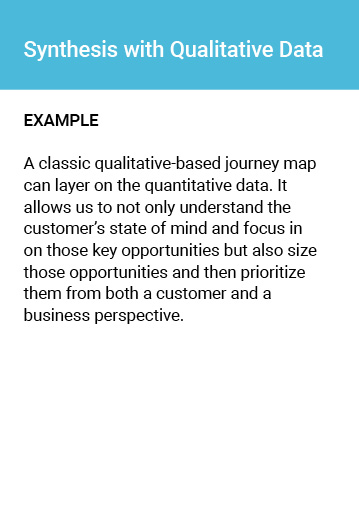 Synthesis with Qualitative Data
EXAMPLE
A classic qualitative-based journey map
can layer on the quantitative data. It
allows us to not only understand the
customer’s state of mind and focus in
on those key opportunities but also size
those opportunities and then prioritize
them from both a customer and a
business perspective.